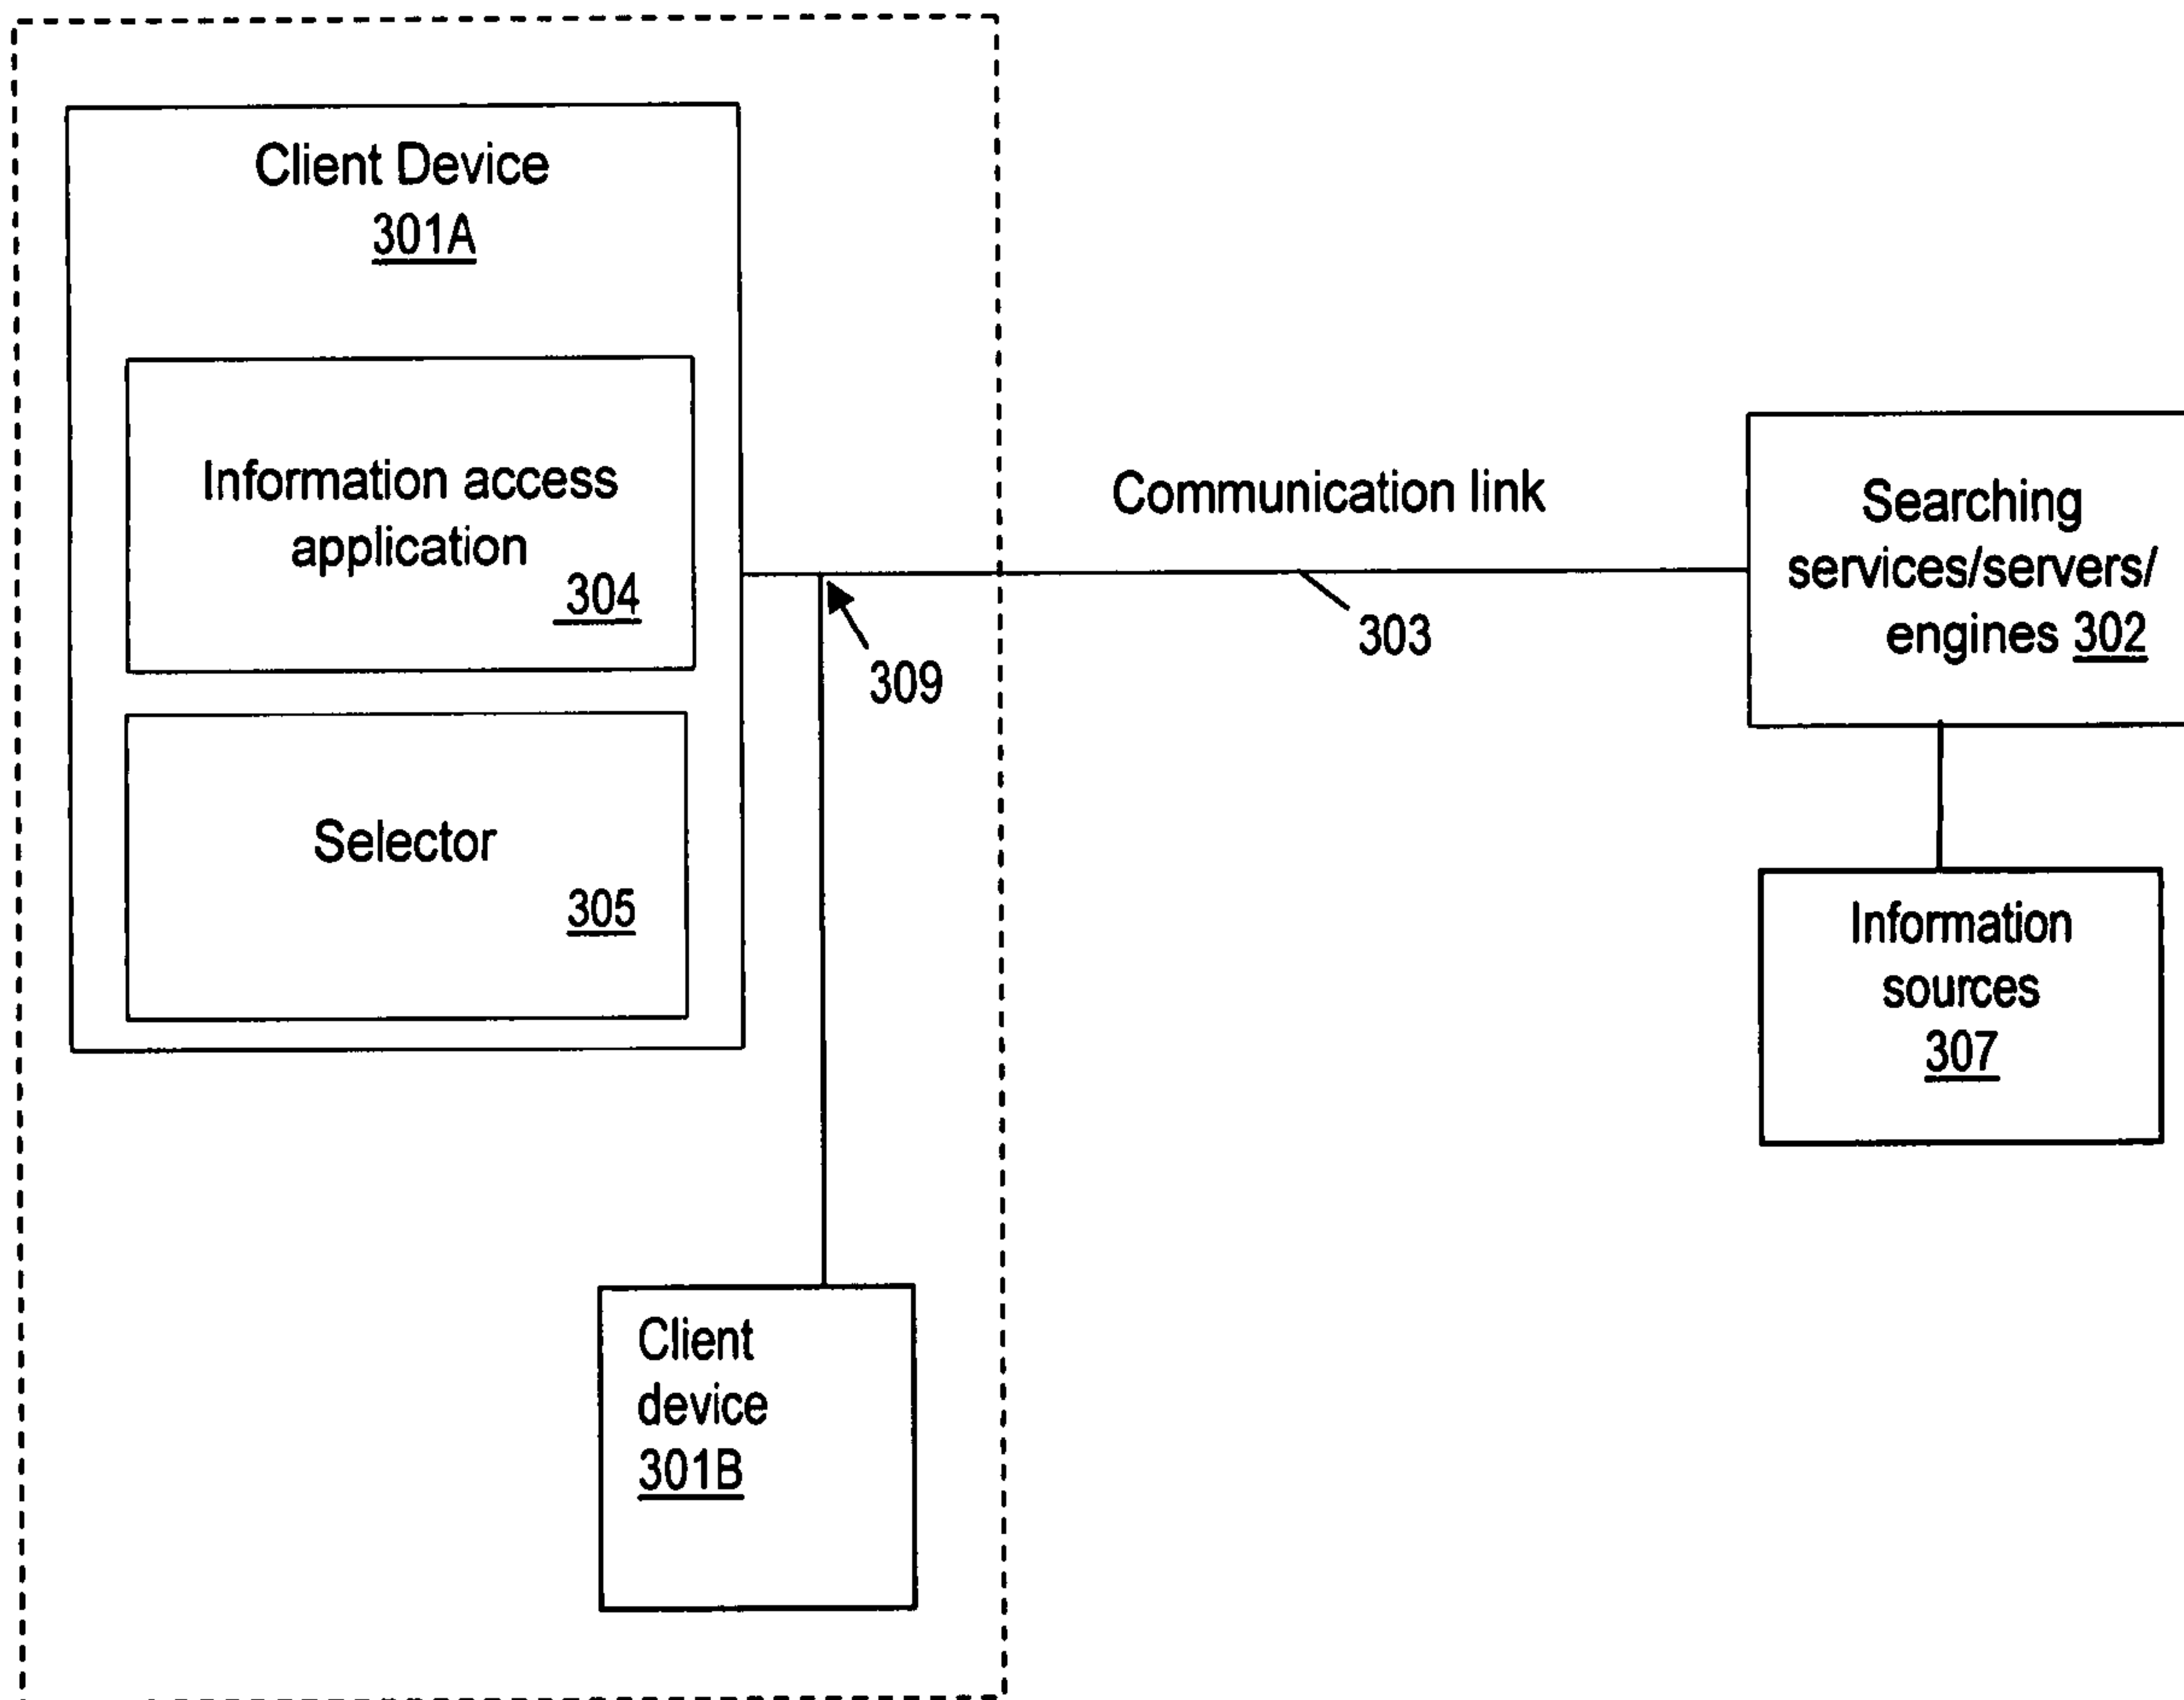 Client Device
301A
Information access
application
304
Selector
305
309
Client
device
301B
Communication link
303
Searching
services/servers/
engines 302
Information
sources
307